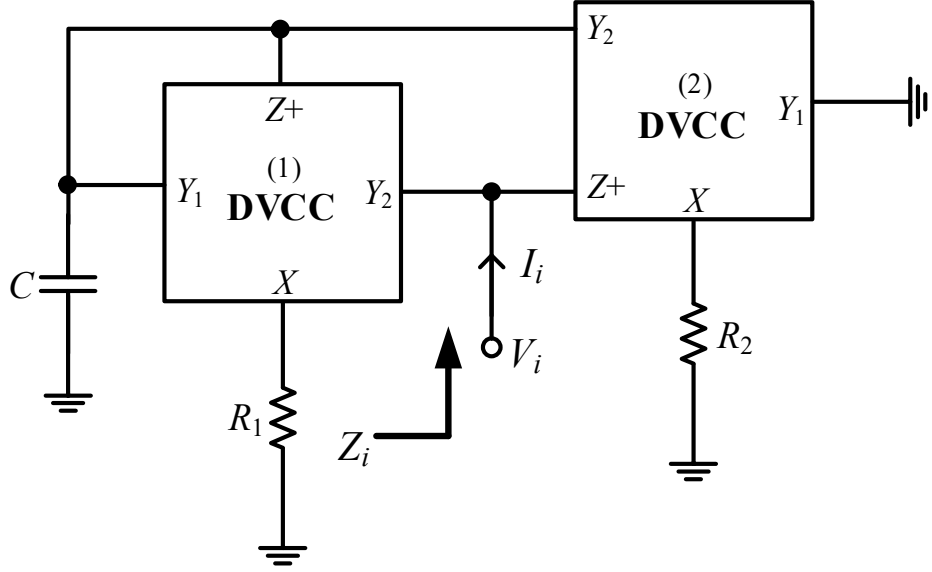 Y2
(2)
DVCC
Y1
Z+
X
R2
Z+
(1)
DVCC
Y1
Y2
X
C
R1
Ii
Vi
Zi